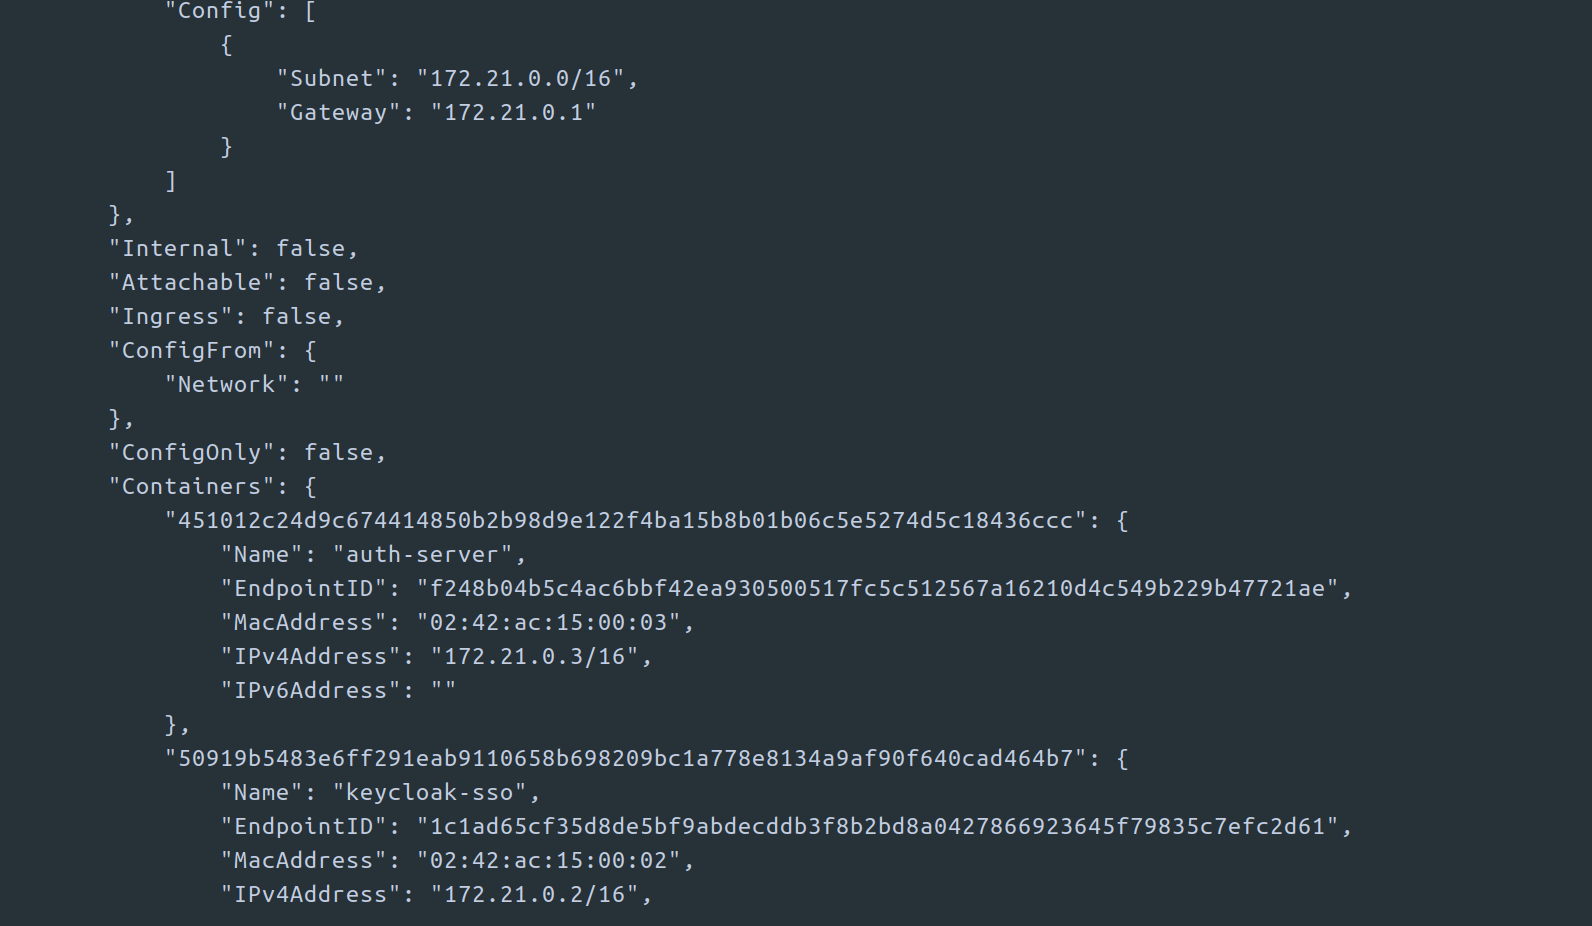 "Config": [
{
"Subnet": "172.21.0.0/16",
"Gateway": "172.21.0.1"
}
]
},
"Internal": false,
"Attachable": false,
"Ingress": false,
"ConfigFrom": {
"Network": ""
},
"ConfigOnly": false,
"Containers": {
"451012c24d9c674414850b2b98d9e122f4ba15b8b01b06c5e5274d5c18436ccc": {
"Name": "auth-server",
"EndpointID": "f248b04b5c4ac6bbf42ea930500517fc5c512567a16210d4c549b229b47721ae",
"MacAddress": "02:42:ac:15:00:03",
"IPv4Address": "172.21.0.3/16",
"IPv6Address": ""
},
"50919b5483e6ff291eab9110658b698209bc1a778e8134a9af90f640cad464b7": {
"Name": "keycloak-sso",
"EndpointID": "1c1ad65cf35d8de5bf9abdecddb3f8b2bd8a0427866923645f79835c7efc2d61",
"MacAddress": "02:42:ac:15:00:02",
"IPv4Address": "172.21.0.2/16",